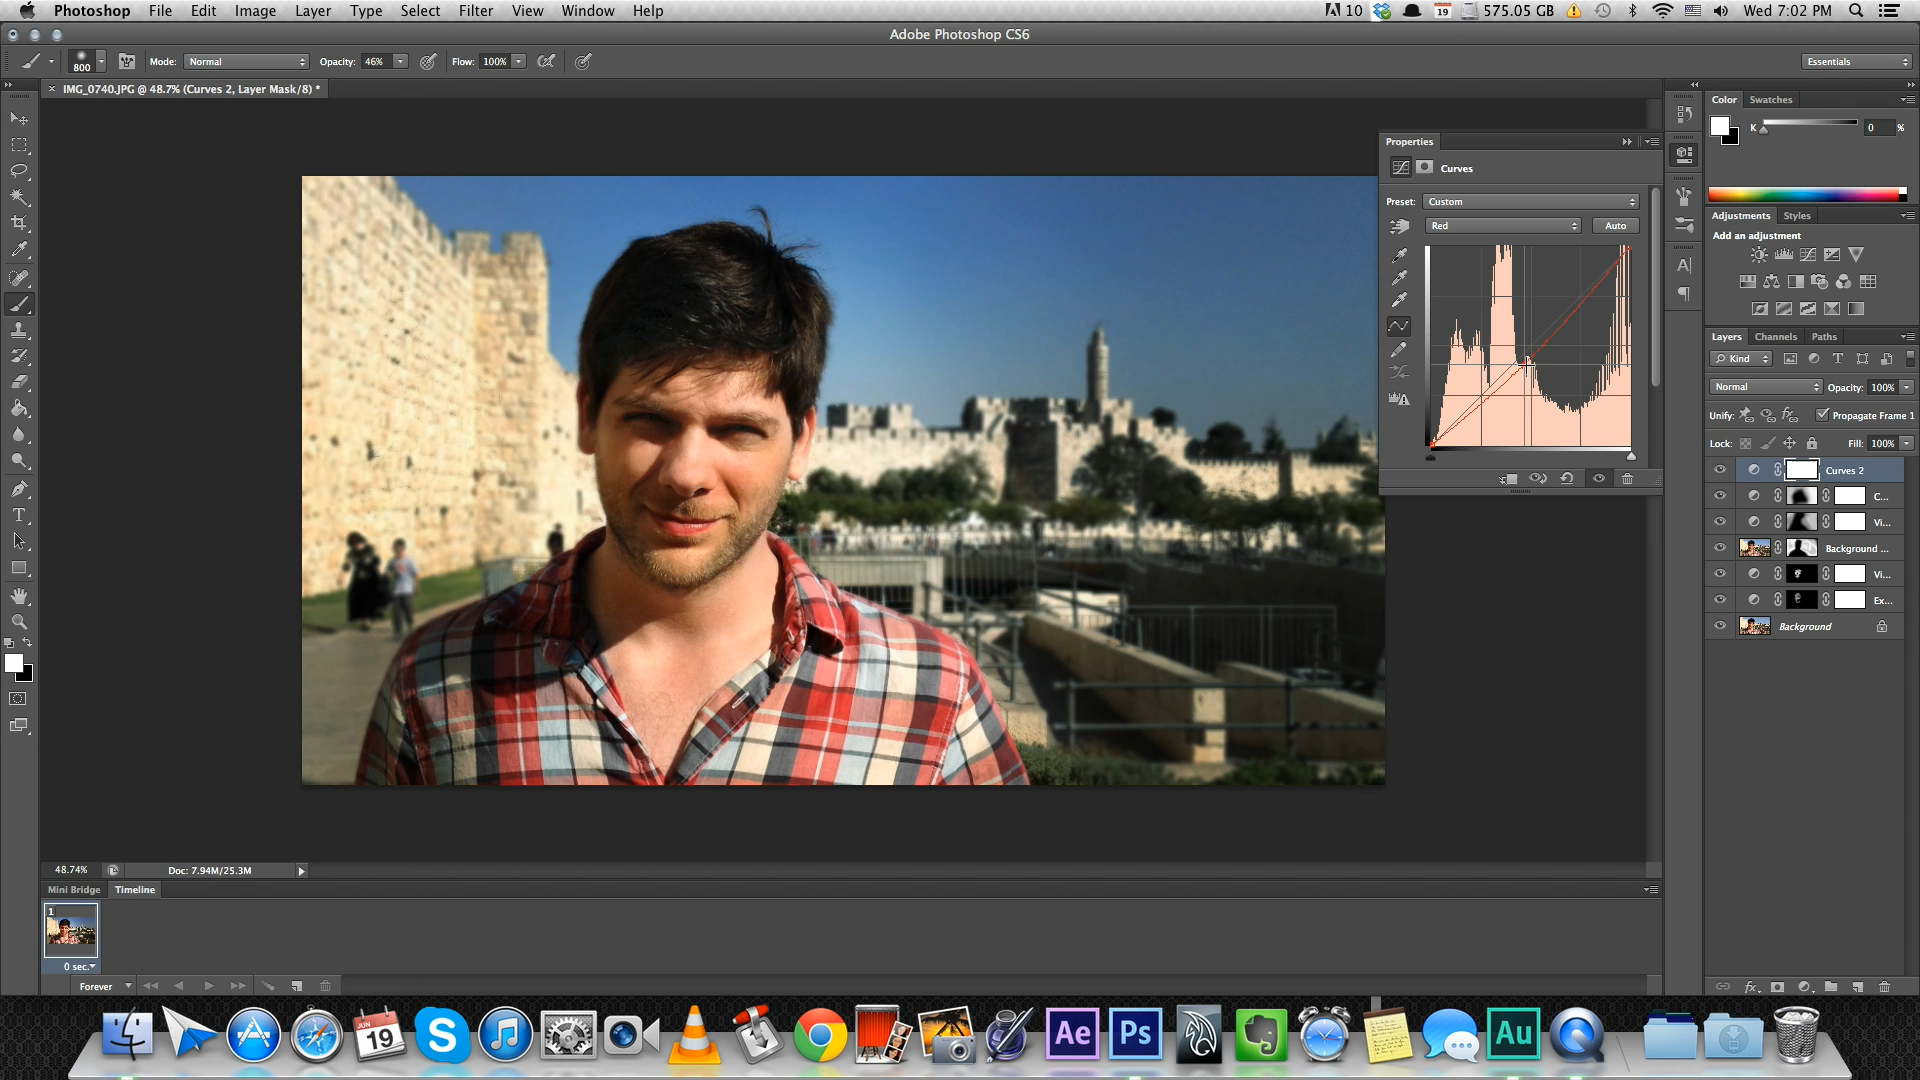 Photoshop File Edit Image Layer Type Select Filter View Window Help 10 19 575.05 GB Wed 7:02 PM
Adobe Photoshop CS6
800 Mode: Normal Opacity: 46% Flow: 100% Essentials
× IMG_0740.JPG @ 48.7% (Curves 2, Layer Mask/8) *
Color Swatches
K 0 %
Properties
Curves
Preset: Custom
Red Auto
Adjustments Styles
Add an adjustment
Layers Channels Paths
Kind
Normal Opacity: 100%
Unify: Propagate Frame 1
Lock: Fill: 100%
Curves 2
C...
Vi...
Background ...
Vi...
Ex...
Background
48.74% Doc: 7.94M/25.3M
Mini Bridge Timeline
1
0 sec.
Forever
JUN
19
Ae Ps Au